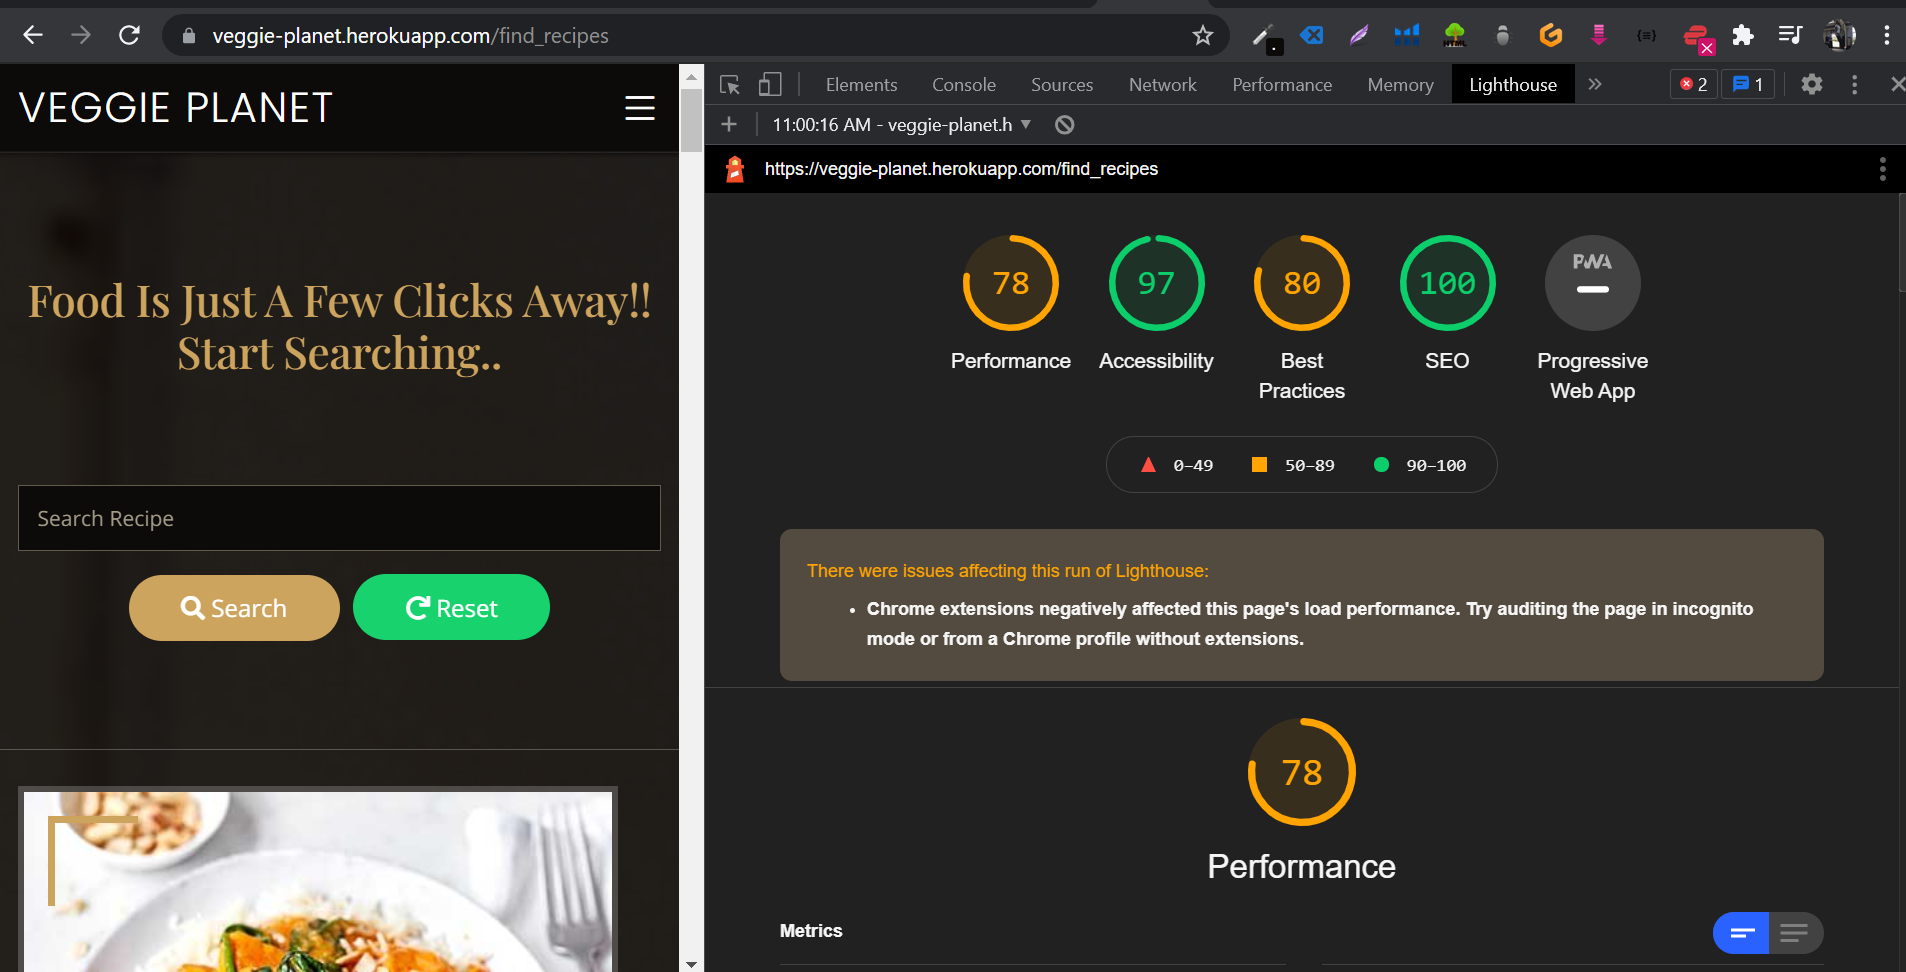 veggie-planet.herokuapp.com/find_recipes
VEGGIE PLANET
Food Is Just A Few Clicks Away!!
Start Searching..
Search Recipe
Search
Reset
Elements
Console
Sources
Network
Performance
Memory
Lighthouse
»
2
1
11:00:16 AM - veggie-planet.h
https://veggie-planet.herokuapp.com/find_recipes
78
97
80
100
PWA
Performance
Accessibility
Best
Practices
SEO
Progressive
Web App
0–49
50–89
90–100
There were issues affecting this run of Lighthouse:
• Chrome extensions negatively affected this page's load performance. Try auditing the page in incognito
mode or from a Chrome profile without extensions.
78
Performance
Metrics